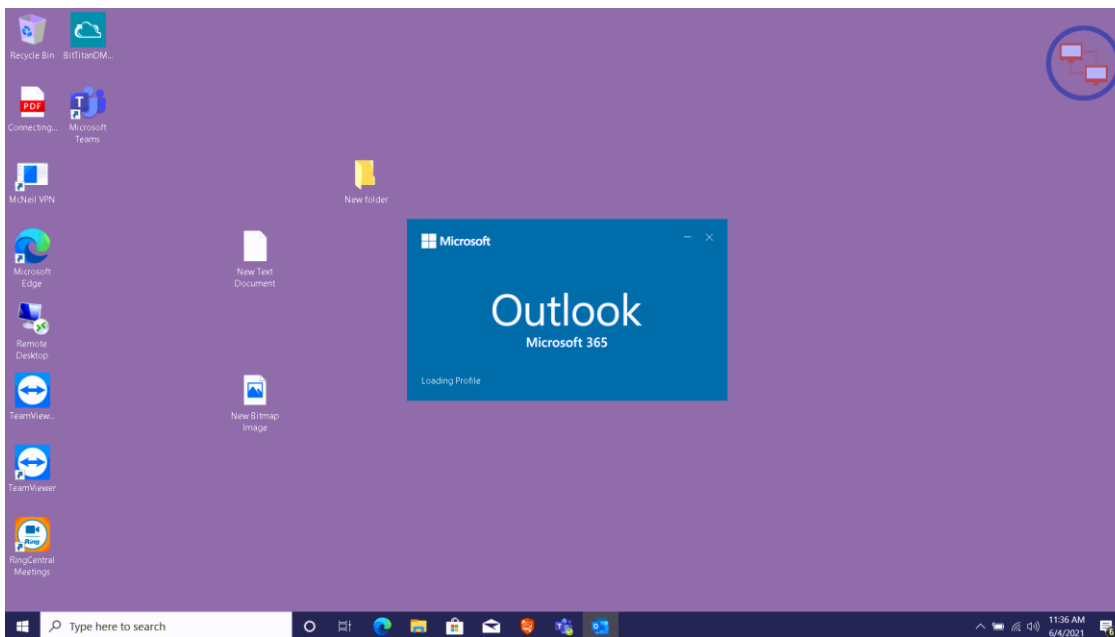 Recycle Bin
BitTitanDM...
PDF
Connecting...
Microsoft
Teams
McNeil VPN
New folder
Microsoft
Edge
New Text
Document
Microsoft
Outlook
Microsoft 365
Loading Profile
Remote
Desktop
TeamView...
New Bitmap
Image
TeamViewer
Ring
RingCentral
Meetings
Type here to search
11:36 AM
6/4/2021